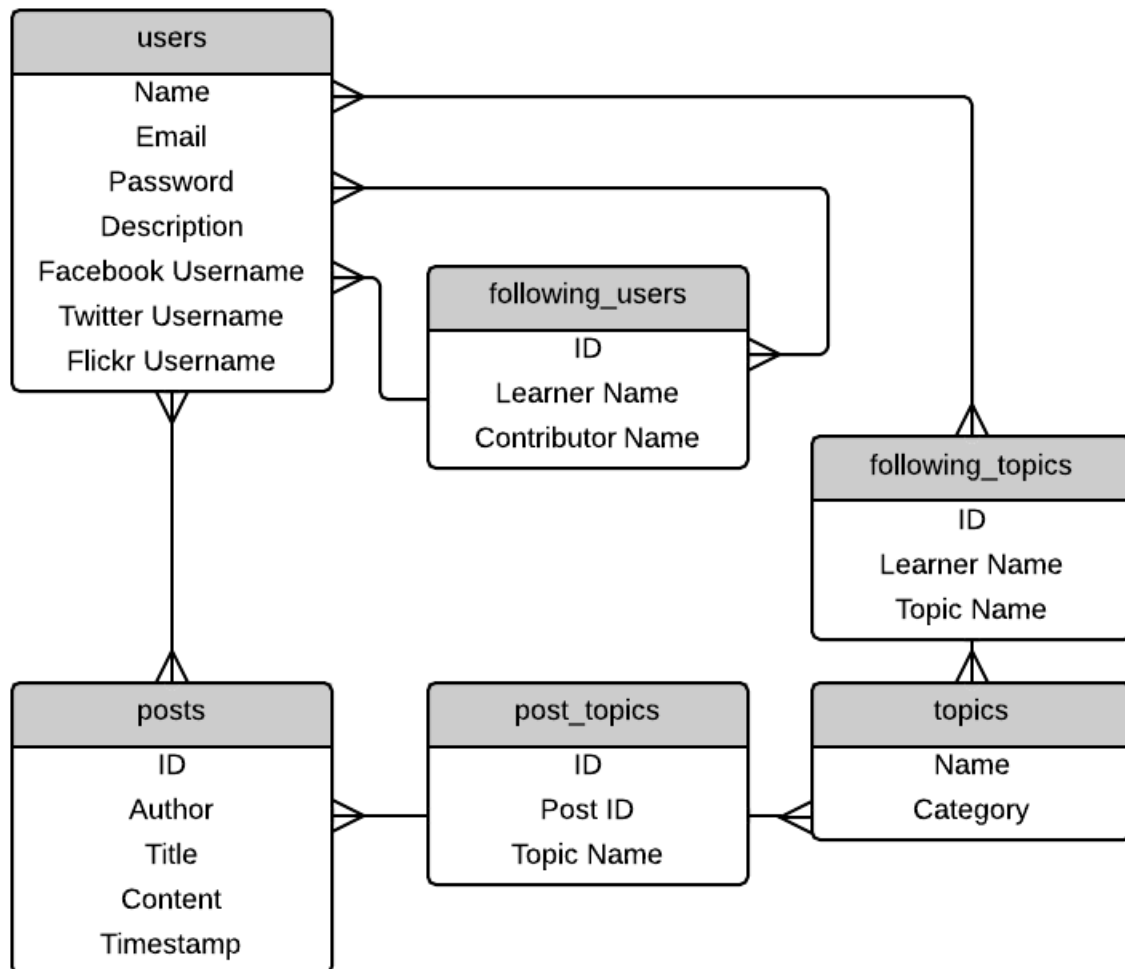 users
Name
Email
Password
Description
Facebook Username
Twitter Username
Flickr Username
following_users
ID
Learner Name
Contributor Name
following_topics
ID
Learner Name
Topic Name
posts
ID
Author
Title
Content
Timestamp
post_topics
ID
Post ID
Topic Name
topics
Name
Category